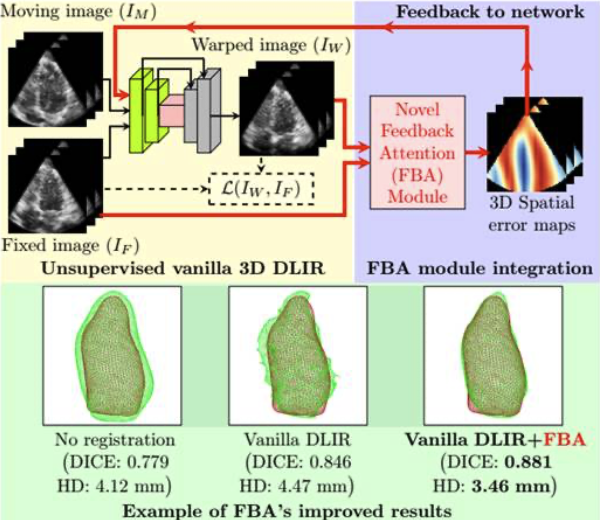 Moving image (I_M)
Feedback to network
Warped image (I_W)
Novel
Feedback
Attention
(FBA)
Module
L(I_W, I_F)
3D Spatial
error maps
Fixed image (I_F)
Unsupervised vanilla 3D DLIR
FBA module integration
No registration
(DICE: 0.779
HD: 4.12 mm)
Vanilla DLIR
(DICE: 0.846
HD: 4.47 mm)
Vanilla DLIR+FBA
(DICE: 0.881
HD: 3.46 mm)
Example of FBA's improved results